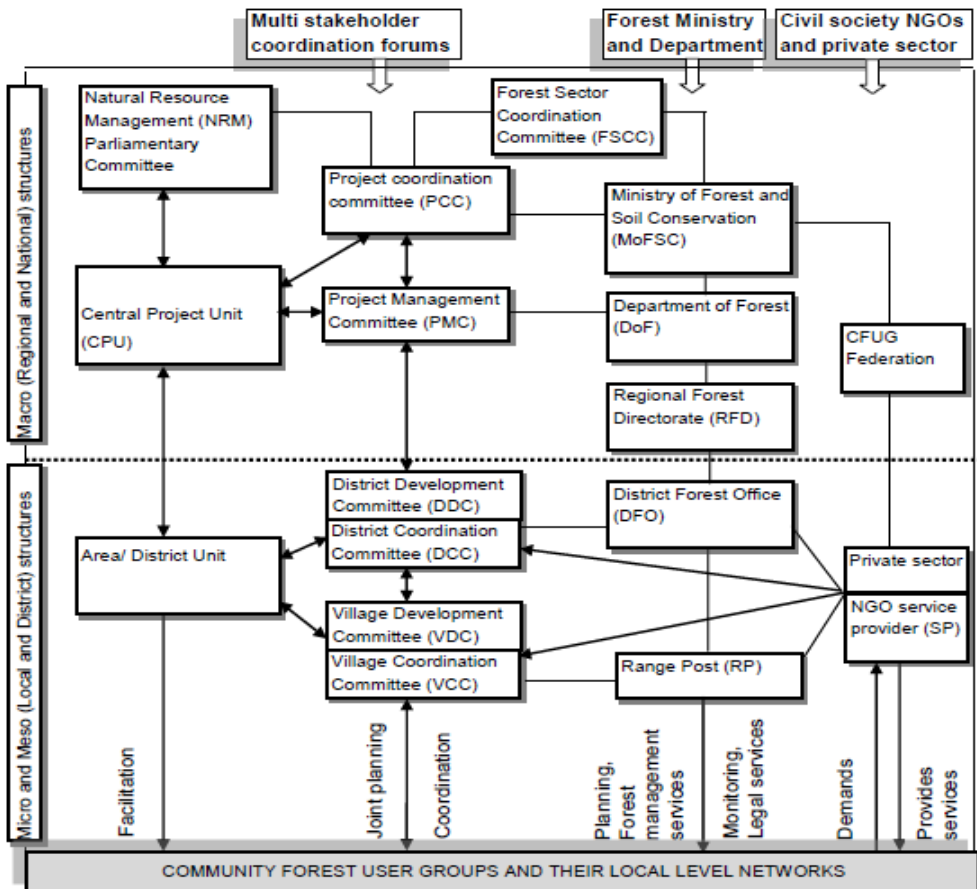 Multi stakeholder
coordination forums
Forest Ministry
and Department
Civil society NGOs
and private sector
Macro (Regional and National) structures
Natural Resource
Management (NRM)
Parliamentary
Committee
Forest Sector
Coordination
Committee (FSCC)
Project coordination
committee (PCC)
Ministry of Forest and
Soil Conservation
(MoFSC)
Central Project Unit
(CPU)
Project Management
Committee (PMC)
Department of Forest
(DoF)
CFUG
Federation
Regional Forest
Directorate (RFD)
Micro and Meso (Local and District) structures
District Development
Committee (DDC)
District Coordination
Committee (DCC)
District Forest Office
(DFO)
Area/ District Unit
Private sector
NGO service
provider (SP)
Village Development
Committee (VDC)
Village Coordination
Committee (VCC)
Range Post (RP)
Facilitation
Joint planning
Coordination
Planning,
Forest
management
services
Monitoring,
Legal services
Demands
Provides
services
COMMUNITY FOREST USER GROUPS AND THEIR LOCAL LEVEL NETWORKS